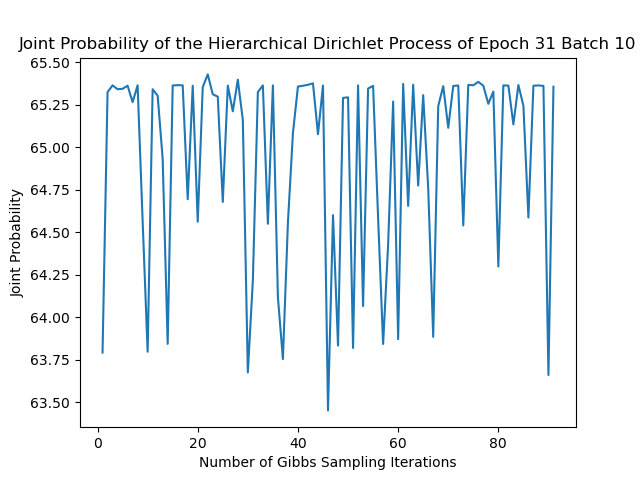 Joint Probability of the Hierarchical Dirichlet Process of Epoch 31 Batch 10
65.50
65.25
65.00
64.75
64.50
64.25
64.00
63.75
63.50
Joint Probability
0 20 40 60 80
Number of Gibbs Sampling Iterations